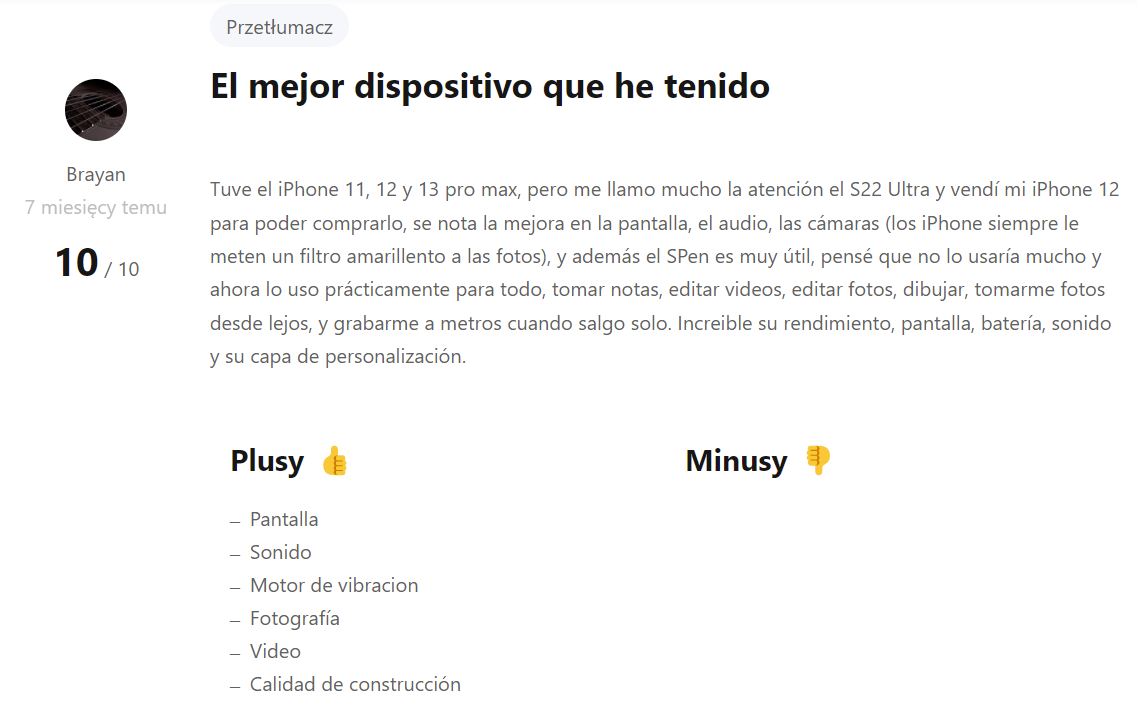 Przetłumacz
El mejor dispositivo que he tenido
Brayan
7 miesięcy temu
10 / 10
Tuve el iPhone 11, 12 y 13 pro max, pero me llamo mucho la atención el S22 Ultra y vendí mi iPhone 12
para poder comprarlo, se nota la mejora en la pantalla, el audio, las cámaras (los iPhone siempre le
meten un filtro amarillento a las fotos), y además el SPen es muy útil, pensé que no lo usaría mucho y
ahora lo uso prácticamente para todo, tomar notas, editar videos, editar fotos, dibujar, tomarme fotos
desde lejos, y grabarme a metros cuando salgo solo. Increible su rendimiento, pantalla, batería, sonido
y su capa de personalización.
Plusy
– Pantalla
– Sonido
– Motor de vibracion
– Fotografía
– Video
– Calidad de construcción
Minusy